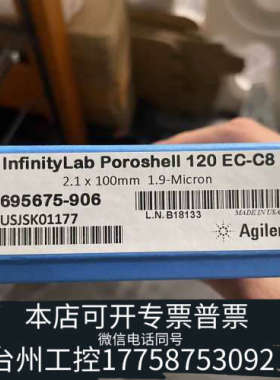 InfinityLab Poroshell 120 EC-C8
2.1 x 100mm 1.9-Micron
695675-906
USJSK01177
L.N. B18133
MADE IN USA
Agilen
本店可开专票普票
微信电话同号
台州工控17758753092